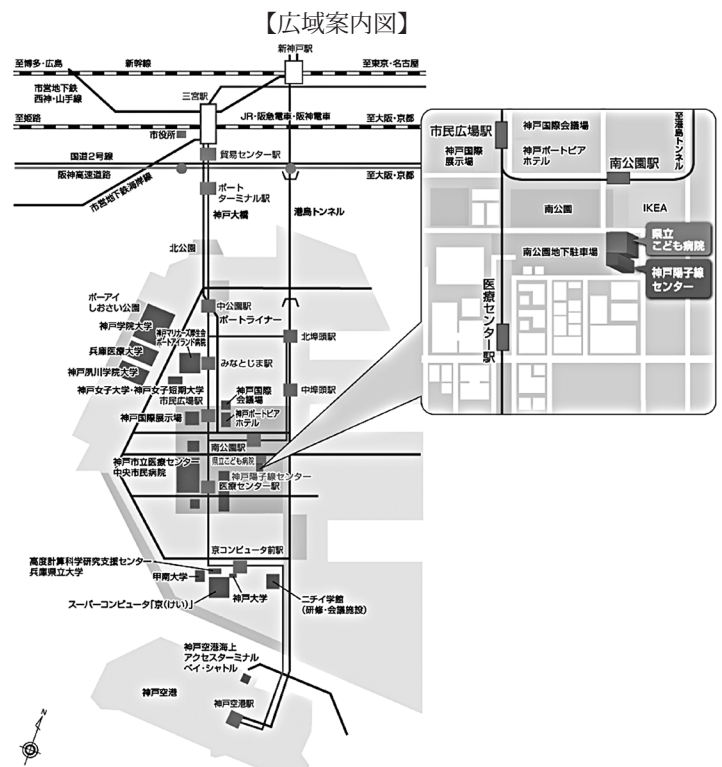 【広域案内図】
新神戸駅
至博多・広島
新幹線
至東京・名古屋
市営地下鉄
西神・山手線
三宮駅
至姫路
JR・阪急電車・阪神電車
至大阪・京都
市役所
国道2号線
貿易センター駅
阪神高速道路
至大阪・京都
市営地下鉄海岸線
ポート
ターミナル駅
神戸大橋
港島トンネル
北公園
ポーアイ
しおさい公園
中公園駅
ポートライナー
神戸学院大学
神戸マリナーズ厚生会
ポートアイランド病院
北埠頭駅
兵庫医療大学
みなとじま駅
神戸夙川学院大学
神戸女子大学・神戸女子短期大学
市民広場駅
中埠頭駅
神戸国際
会議場
神戸国際展示場
神戸ポートピア
ホテル
南公園駅
神戸市立医療センター
中央市民病院
県立こども病院
神戸陽子線センター
医療センター駅
京コンピュータ前駅
高度計算科学研究支援センター
兵庫県立大学
甲南大学
神戸大学
スーパーコンピュータ「京(けい)」
ニチイ学館
(研修・会議施設)
神戸空港海上
アクセスターミナル
ベイ・シャトル
神戸空港
神戸空港駅
N
市民広場駅
神戸国際会議場
至港島トンネル
神戸国際
展示場
神戸ポートピア
ホテル
南公園駅
南公園
IKEA
南公園地下駐車場
県立
こども病院
神戸陽子線
センター
医療センター駅